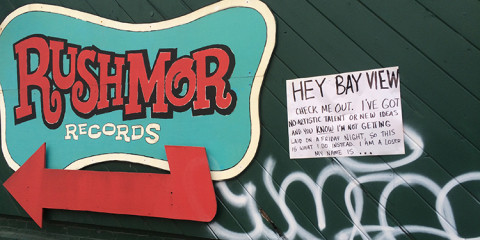 RUSHMOR
RECORDS
HEY BAY VIEW
CHECK ME OUT. I'VE GOT
NO ARTISTIC TALENT OR NEW IDEAS
AND YOU KNOW I'M NOT GETTING
LAID ON A FRIDAY NIGHT, SO THIS
IS WHAT I DO INSTEAD. I AM A LOSER
MY NAME IS ...